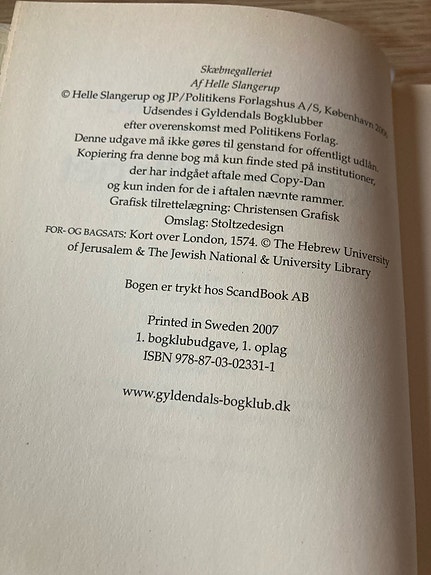 Skæbnegalleriet
Af Helle Slangerup
© Helle Slangerup og JP/Politikens Forlagshus A/S, København 2006
Udsendes i Gyldendals Bogklubber
efter overenskomst med Politikens Forlag.
Denne udgave må ikke gøres til genstand for offentligt udlån.
Kopiering fra denne bog må kun finde sted på institutioner,
der har indgået aftale med Copy-Dan
og kun inden for de i aftalen nævnte rammer.
Grafisk tilrettelægning: Christensen Grafisk
Omslag: Stoltzedesign
FOR- OG BAGSATS: Kort over London, 1574. © The Hebrew University
of Jerusalem & The Jewish National & University Library
Bogen er trykt hos ScandBook AB
Printed in Sweden 2007
1. bogklubudgave, 1. oplag
ISBN 978-87-03-02331-1
www.gyldendals-bogklub.dk